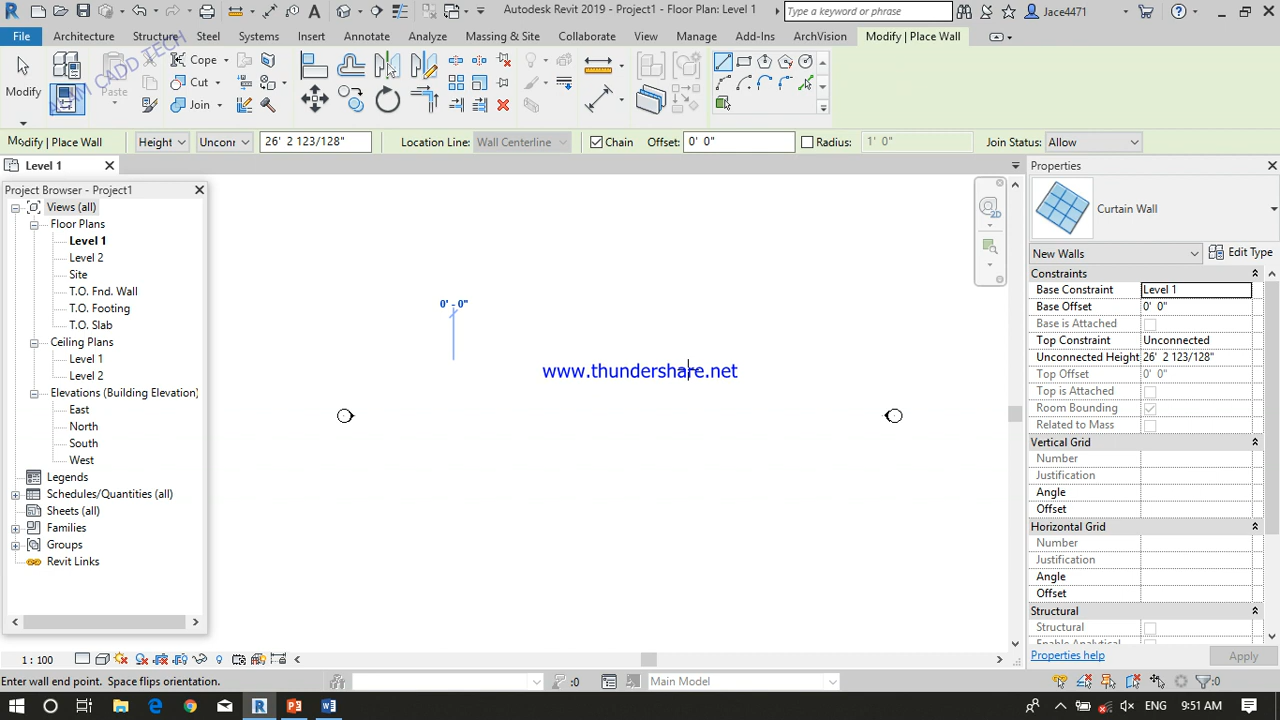 Autodesk Revit 2019 - Project1 - Floor Plan: Level 1
Type a keyword or phrase
Jace4471
File Architecture Structure Steel Systems Insert Annotate Analyze Massing & Site Collaborate View Manage Add-Ins ArchVision Modify | Place Wall
Modify
Paste
Cope
Cut
Join
CADD TECH
Modify | Place Wall Height Unconr 26' 2 123/128" Location Line: Wall Centerline Chain Offset: 0' 0" Radius: 1' 0" Join Status: Allow
Level 1
Project Browser - Project1
Views (all)
Floor Plans
Level 1
Level 2
Site
T.O. Fnd. Wall
T.O. Footing
T.O. Slab
Ceiling Plans
Level 1
Level 2
Elevations (Building Elevation)
East
North
South
West
Legends
Schedules/Quantities (all)
Sheets (all)
Families
Groups
Revit Links
0' - 0"
www.thundershare.net
2D
Properties
Curtain Wall
New Walls
Edit Type
Constraints
Base Constraint Level 1
Base Offset 0' 0"
Base is Attached
Top Constraint Unconnected
Unconnected Height 26' 2 123/128"
Top Offset 0' 0"
Top is Attached
Room Bounding
Related to Mass
Vertical Grid
Number
Justification
Angle
Offset
Horizontal Grid
Number
Justification
Angle
Offset
Structural
Structural
Enable Analytical
Properties help
Apply
1 : 100
Enter wall end point. Space flips orientation.
:0
Main Model
:0
ENG 9:51 AM